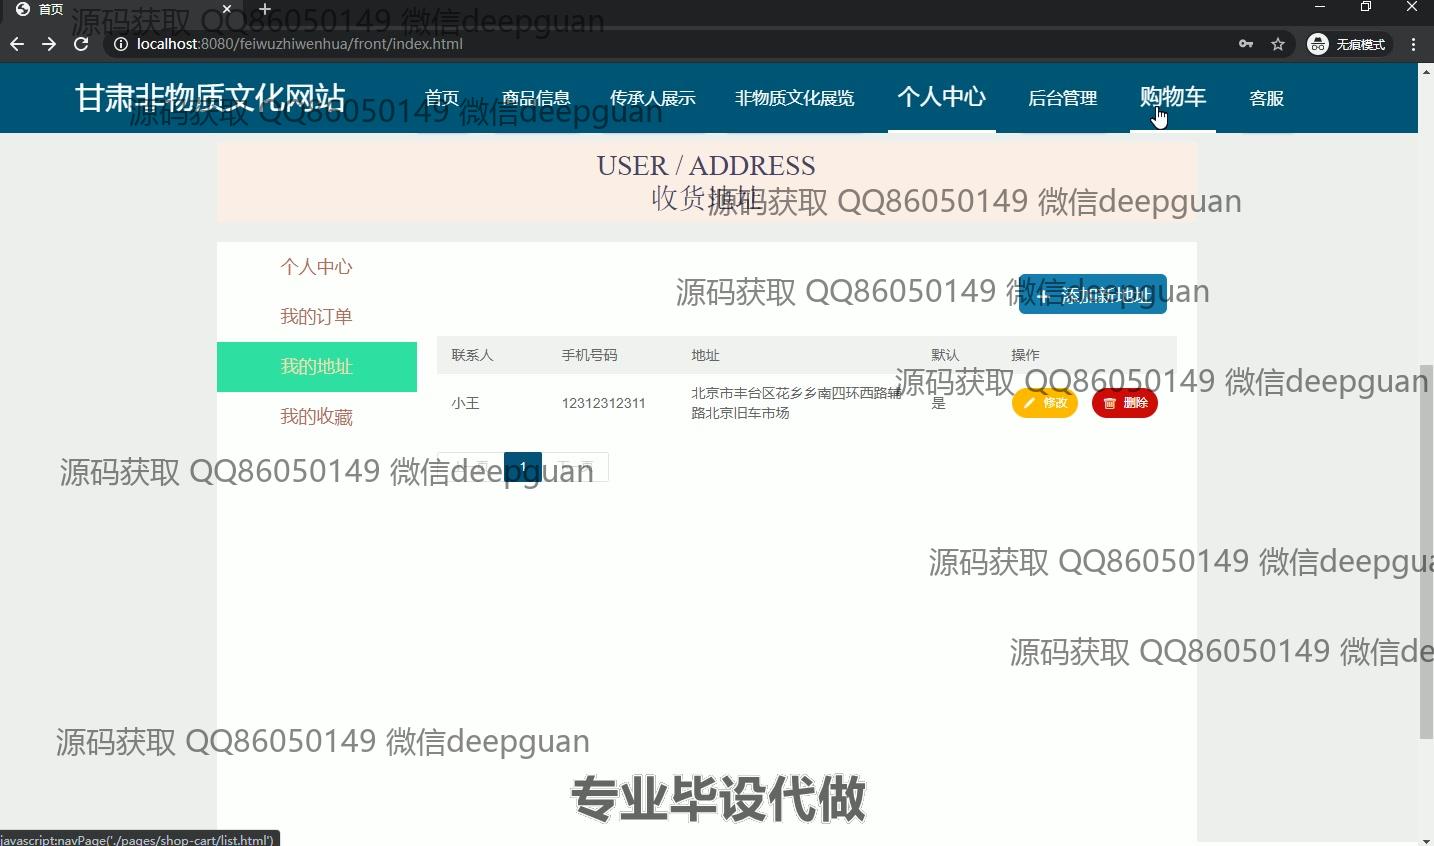 首页
源码获取 QQ86050149 微信deepguan
localhost:8080/feiwuzhiwenhua/front/index.html
无痕模式
甘肃非物质文化网站
首页
商品信息
传承人展示
非物质文化展览
个人中心
后台管理
购物车
客服
源码获取 QQ86050149 微信deepguan
USER / ADDRESS
收货地址
源码获取 QQ86050149 微信deepguan
个人中心
我的订单
我的地址
我的收藏
源码获取 QQ86050149 微信deepguan
+ 添加新地址
联系人 手机号码 地址 默认 操作
源码获取 QQ86050149 微信deepguan
小王 12312312311 北京市丰台区花乡乡南四环西路辅 是 修改 删除
路北京旧车市场
上一页 1 下一页
源码获取 QQ86050149 微信deepguan
源码获取 QQ86050149 微信deepgua
源码获取 QQ86050149 微信de
源码获取 QQ86050149 微信deepguan
专业毕设代做
javascript:navPage('./pages/shop-cart/list.html')